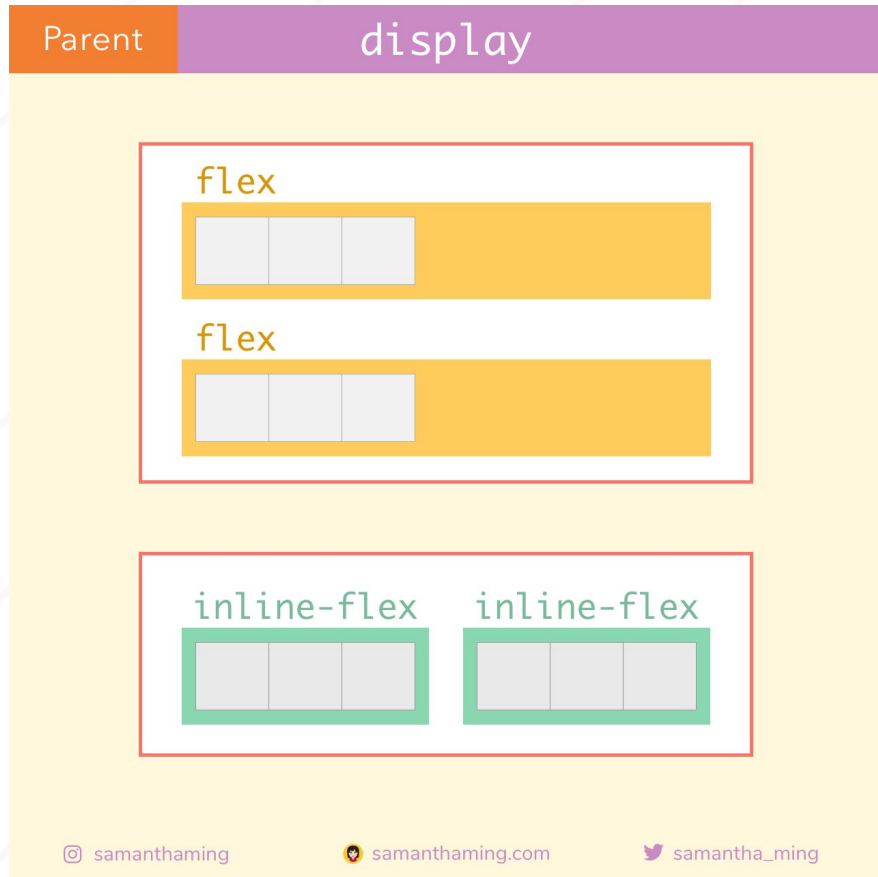 Parent
display
flex
flex
inline-flex inline-flex
samanthaming samanthaming.com samantha_ming